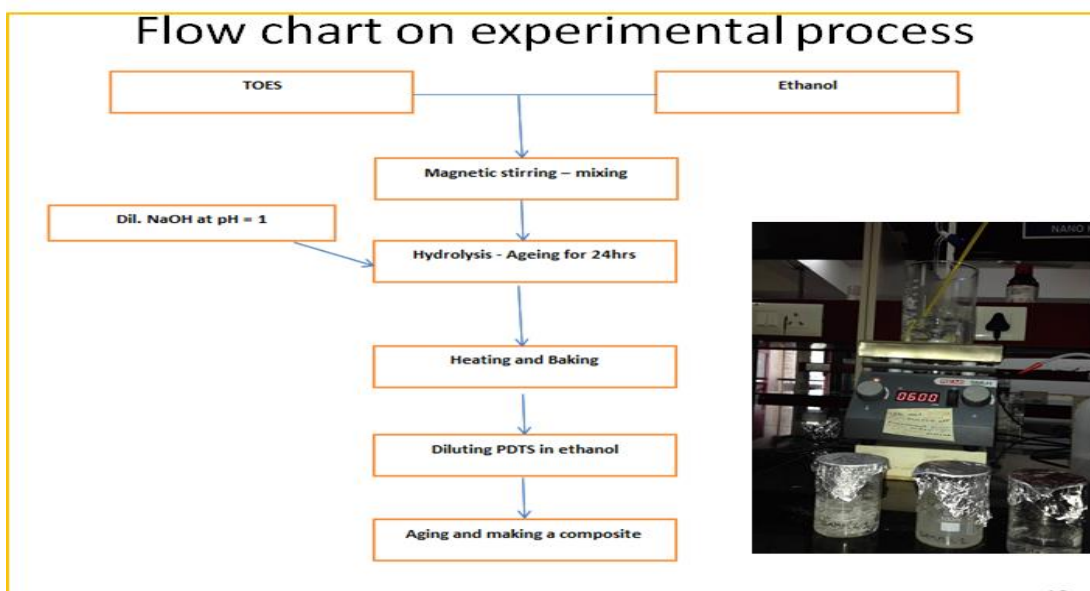 Flow chart on experimental process
TOES
Ethanol
Magnetic stirring – mixing
Dil. NaOH at pH = 1
Hydrolysis - Ageing for 24hrs
Heating and Baking
Diluting PDTS in ethanol
Aging and making a composite
NANO
0600